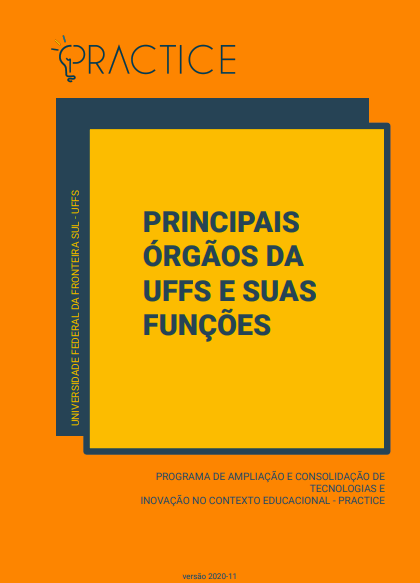 PRACTICE
UNIVERSIDADE FEDERAL DA FRONTEIRA SUL - UFFS
PRINCIPAIS
ÓRGÃOS DA
UFFS E SUAS
FUNÇÕES
PROGRAMA DE AMPLIAÇÃO E CONSOLIDAÇÃO DE
TECNOLOGIAS E
INOVAÇÃO NO CONTEXTO EDUCACIONAL - PRACTICE
versão 2020-11